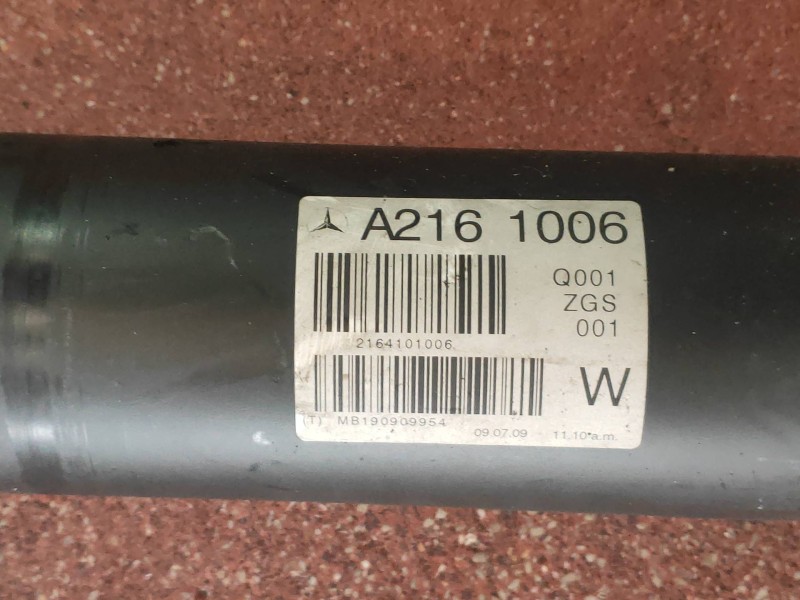 A216 1006
Q001
ZGS
001
2164101006
W
(T) MB190909954
09.07.09 11.10 a.m.